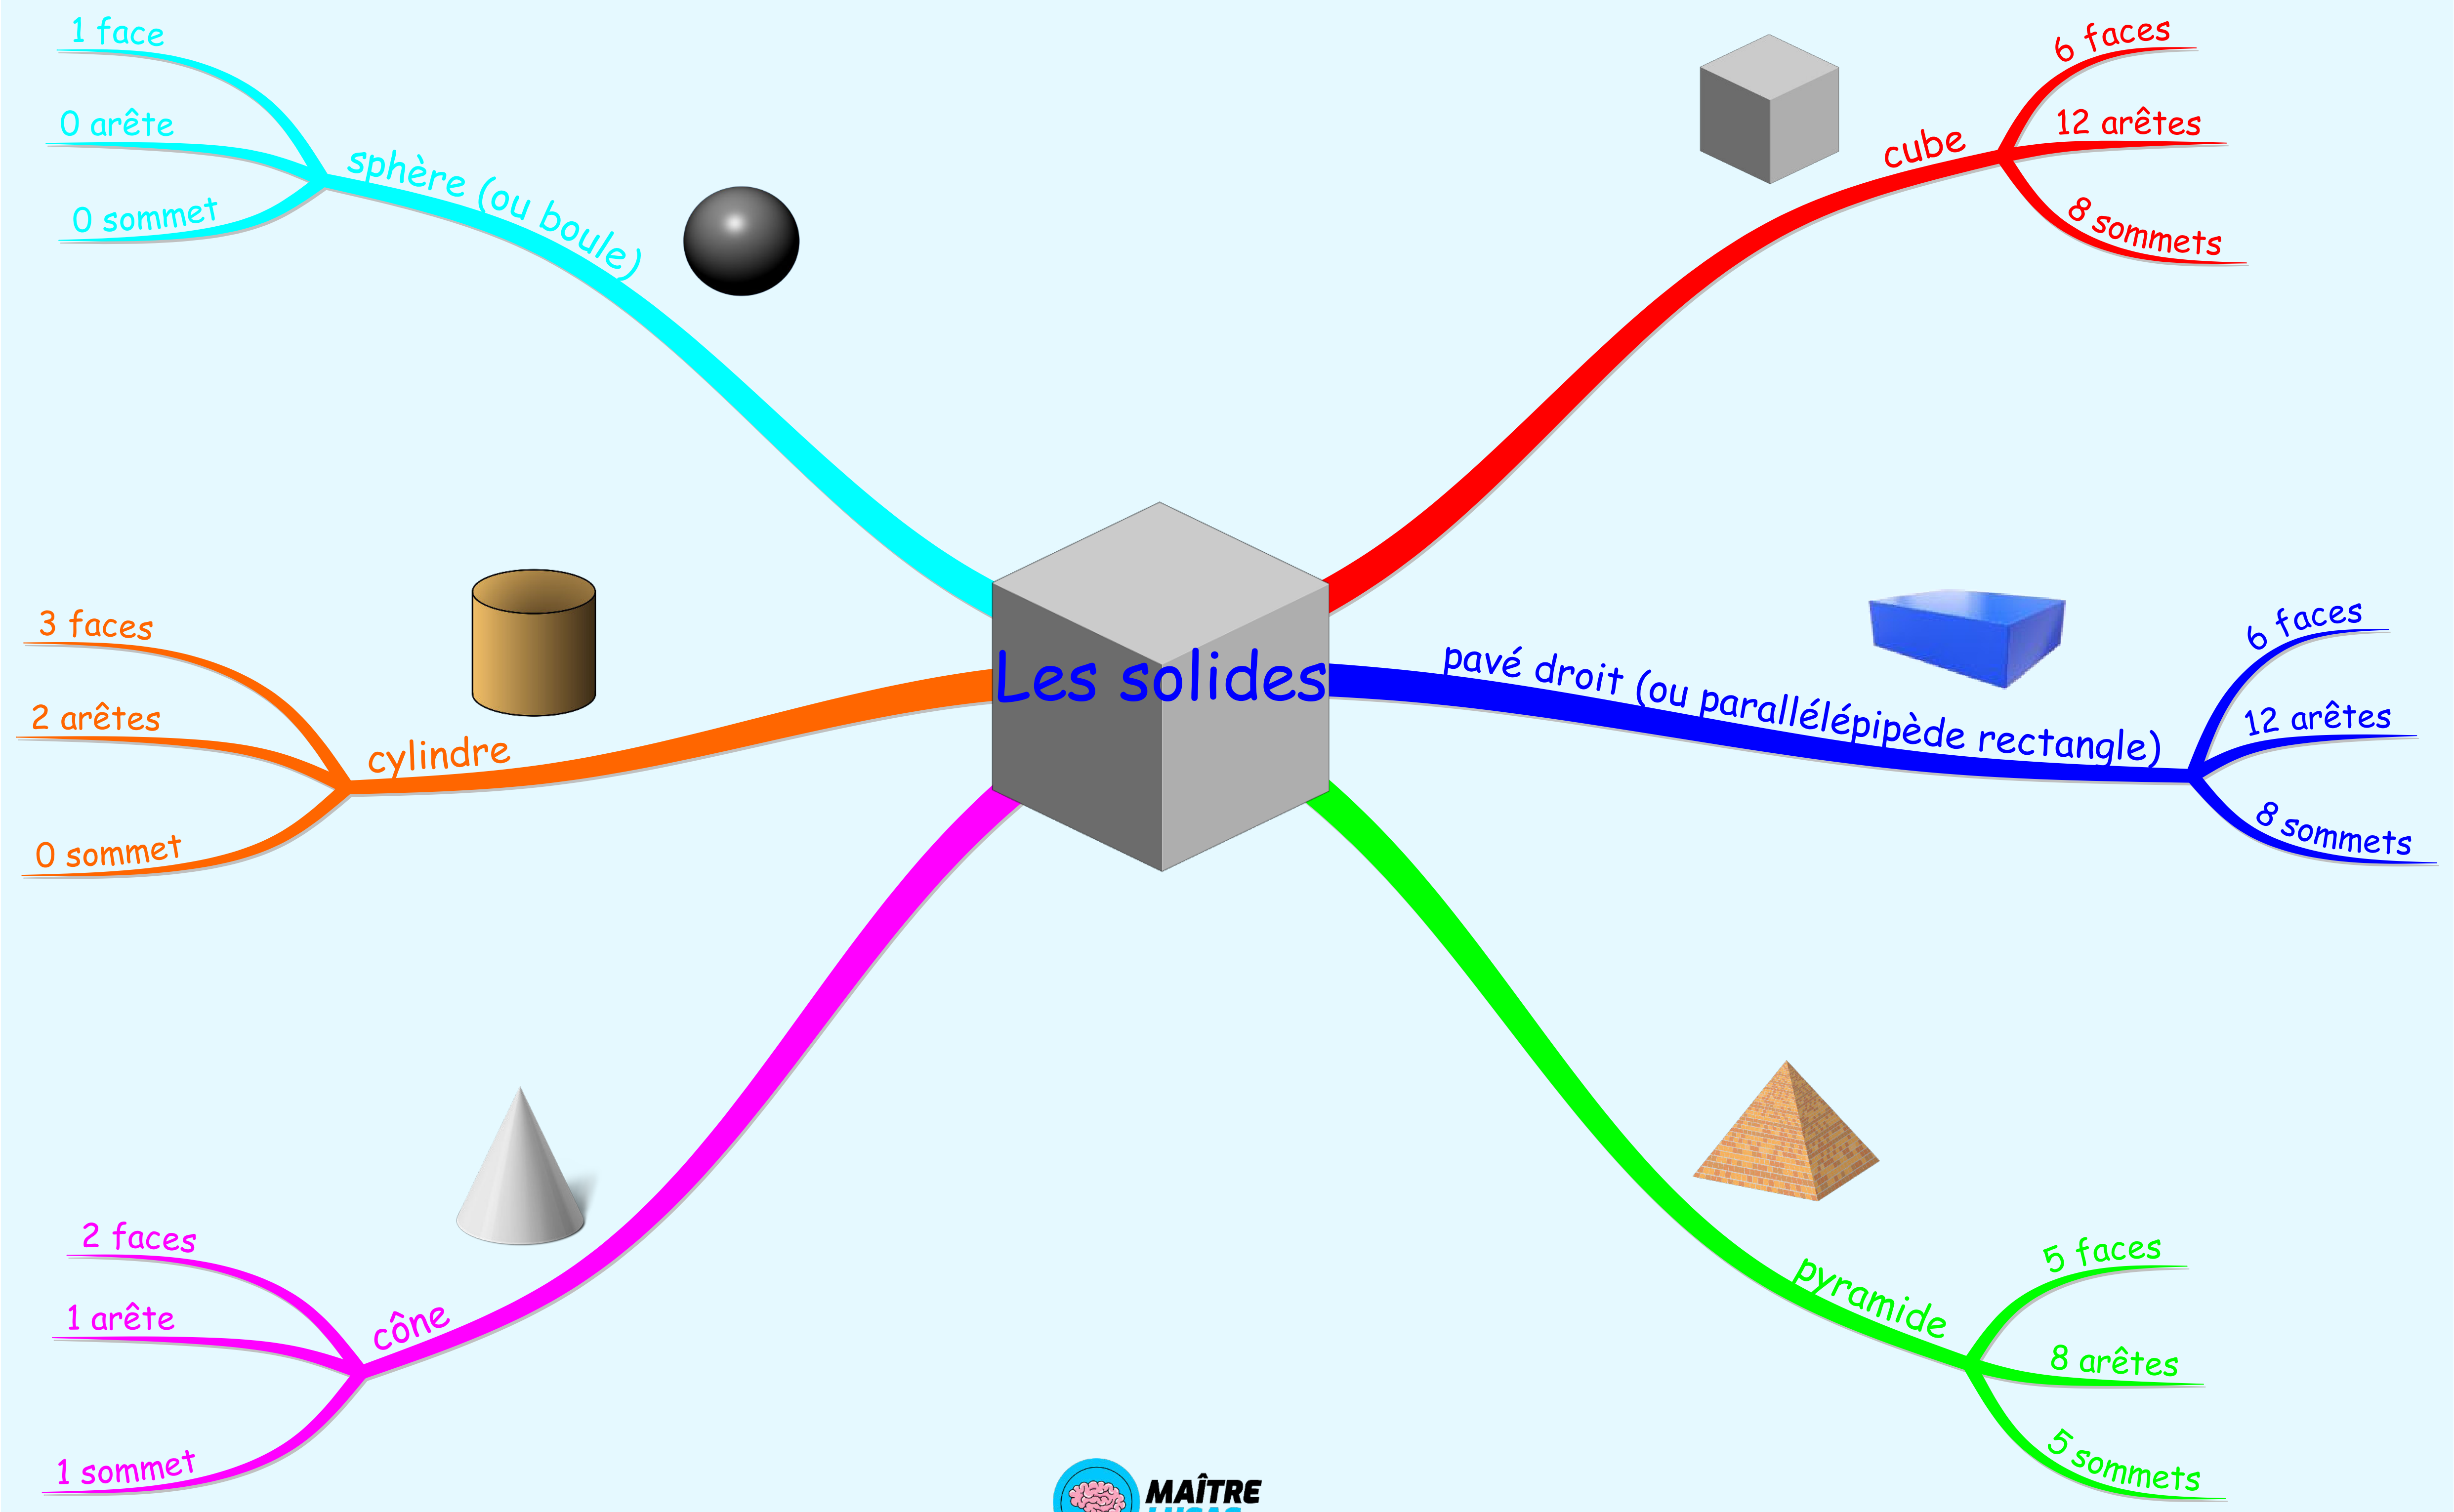 Les solides
cube
6 faces
12 arêtes
8 sommets
pavé droit (ou parallélépipède rectangle)
6 faces
12 arêtes
8 sommets
pyramide
5 faces
8 arêtes
5 sommets
sphère (ou boule)
1 face
0 arête
0 sommet
cylindre
3 faces
2 arêtes
0 sommet
cône
2 faces
1 arête
1 sommet
MAÎTRE